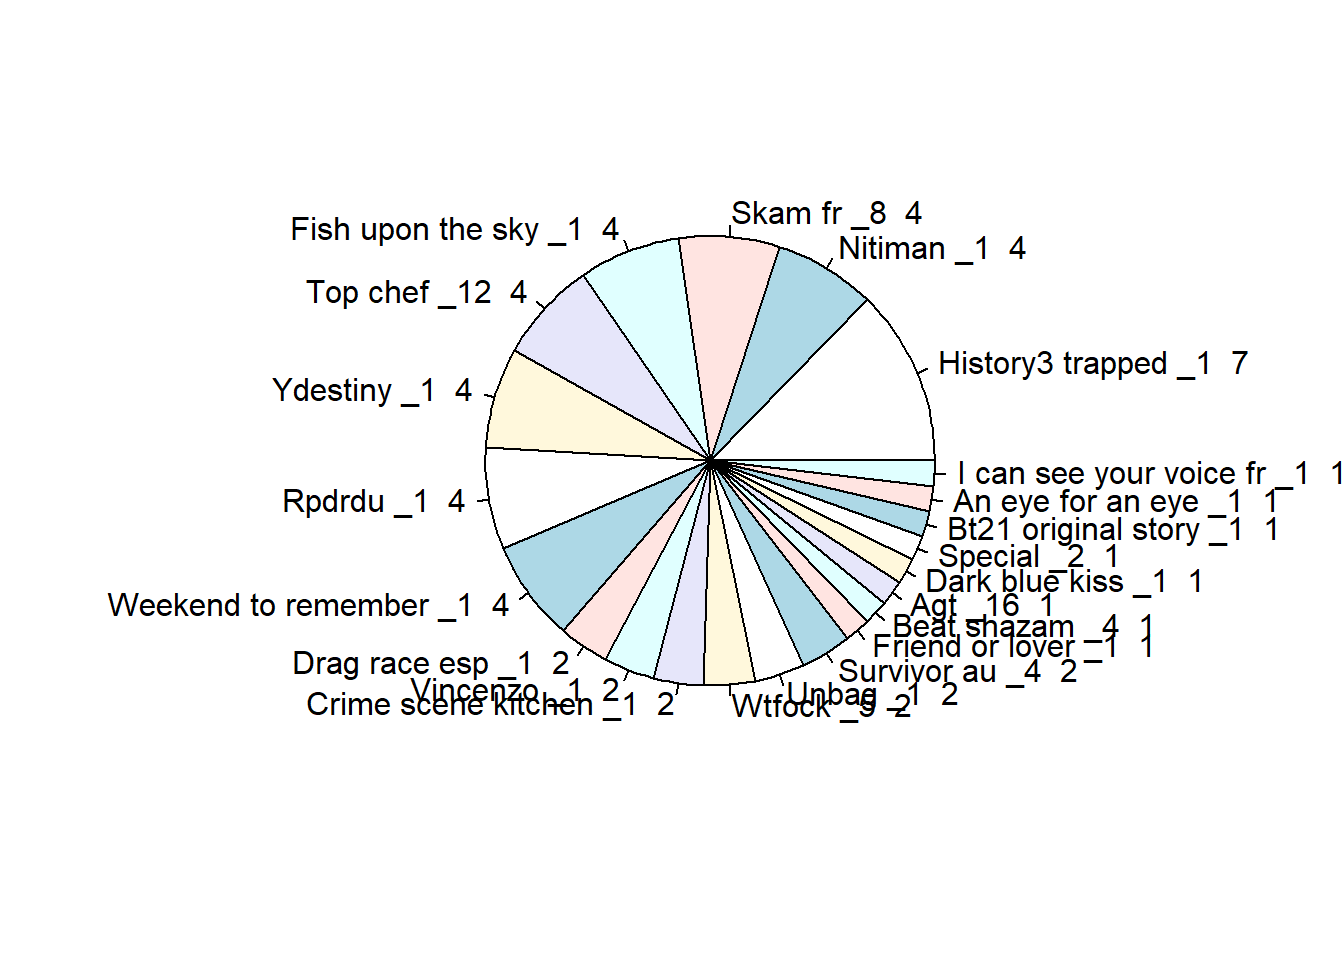 Skam fr _8 4
Fish upon the sky _1 4
Nitiman _1 4
Top chef _12 4
History3 trapped _1 7
Ydestiny _1 4
I can see your voice fr _1 1
Rpdrdu _1 4
An eye for an eye _1 1
Bt21 original story _1 1
Special _2 1
Dark blue kiss _1 1
Weekend to remember _1 4
Agt _16 1
Beat shazam _4 1
Friend or lover _1 1
Drag race esp _1 2
Survivor au _4 2
Vincenzo _1 2
Unbag _1 2
Crime scene kitchen _1 2
Wtfock _5 2